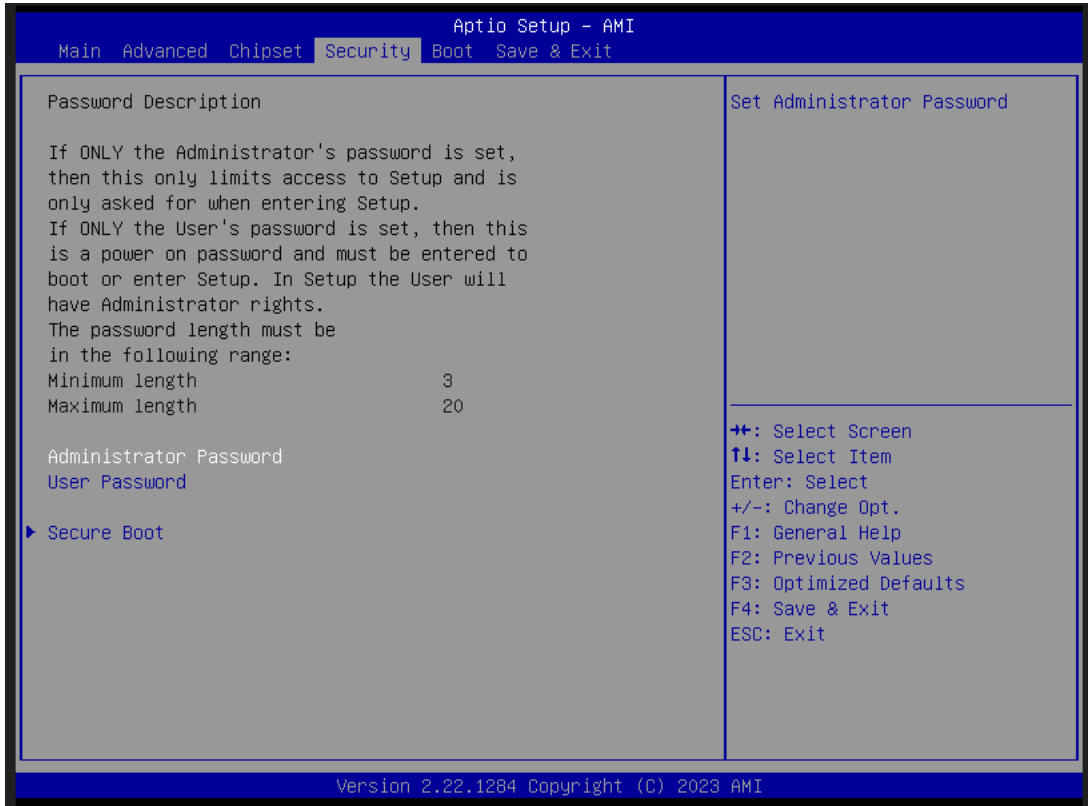 Aptio Setup - AMI
Main Advanced Chipset Security Boot Save & Exit
Password Description
If ONLY the Administrator's password is set,
then this only limits access to Setup and is
only asked for when entering Setup.
If ONLY the User's password is set, then this
is a power on password and must be entered to
boot or enter Setup. In Setup the User will
have Administrator rights.
The password length must be
in the following range:
Minimum length 3
Maximum length 20
Administrator Password
User Password
Secure Boot
Set Administrator Password
→←: Select Screen
↑↓: Select Item
Enter: Select
+/-: Change Opt.
F1: General Help
F2: Previous Values
F3: Optimized Defaults
F4: Save & Exit
ESC: Exit
Version 2.22.1284 Copyright (C) 2023 AMI